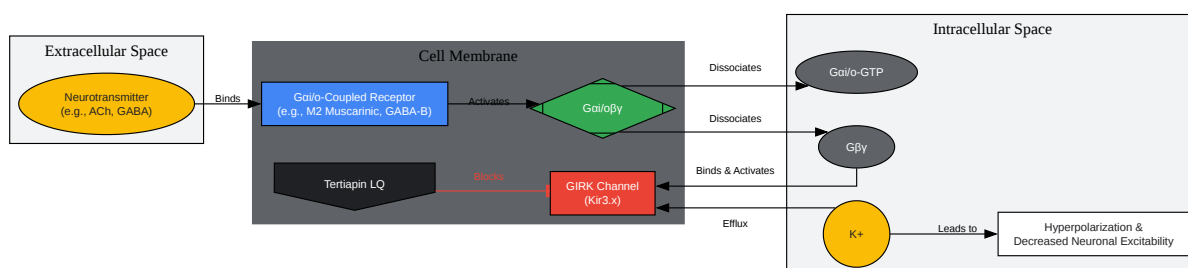 Extracellular Space
Neurotransmitter
(e.g., ACh, GABA)
Binds
Cell Membrane
Gαi/o-Coupled Receptor
(e.g., M2 Muscarinic, GABA-B)
Activates
Gαi/oβγ
Tertiapin LQ
Blocks
GIRK Channel
(Kir3.x)
Dissociates
Dissociates
Binds & Activates
Efflux
Intracellular Space
Gαi/o-GTP
Gβγ
K+
Leads to
Hyperpolarization &
Decreased Neuronal Excitability